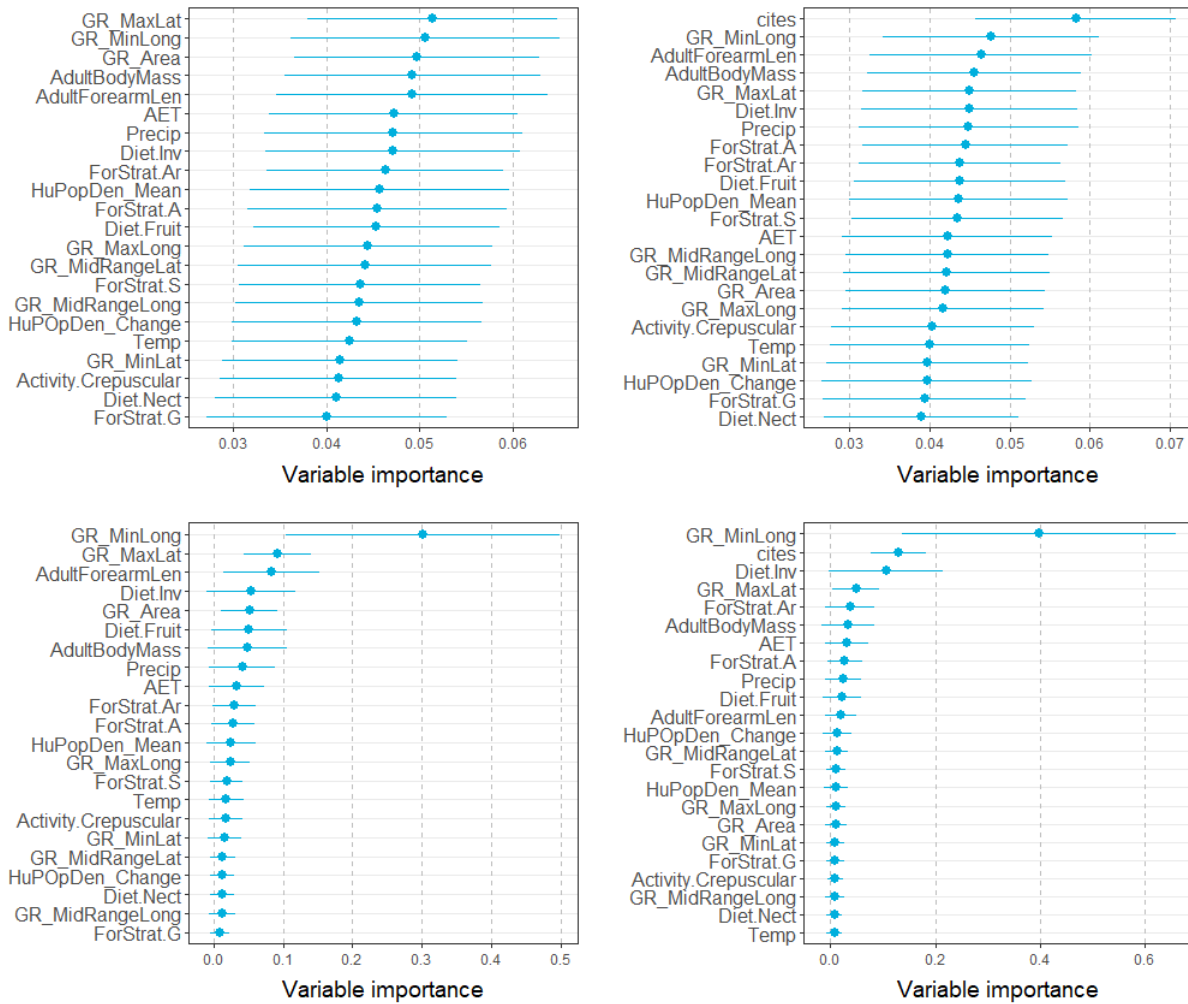 GR_MaxLat
GR_MinLong
GR_Area
AdultBodyMass
AdultForearmLen
AET
Precip
Diet.Inv
ForStrat.Ar
HuPopDen_Mean
ForStrat.A
Diet.Fruit
GR_MaxLong
GR_MidRangeLat
ForStrat.S
GR_MidRangeLong
HuPOpDen_Change
Temp
GR_MinLat
Activity.Crepuscular
Diet.Nect
ForStrat.G
0.03 0.04 0.05 0.06
Variable importance
cites
GR_MinLong
AdultForearmLen
AdultBodyMass
GR_MaxLat
Diet.Inv
Precip
ForStrat.A
ForStrat.Ar
Diet.Fruit
HuPopDen_Mean
ForStrat.S
AET
GR_MidRangeLong
GR_MidRangeLat
GR_Area
GR_MaxLong
Activity.Crepuscular
Temp
GR_MinLat
HuPOpDen_Change
ForStrat.G
Diet.Nect
0.03 0.04 0.05 0.06 0.07
Variable importance
GR_MinLong
GR_MaxLat
AdultForearmLen
Diet.Inv
GR_Area
Diet.Fruit
AdultBodyMass
Precip
AET
ForStrat.Ar
ForStrat.A
HuPopDen_Mean
GR_MaxLong
ForStrat.S
Temp
Activity.Crepuscular
GR_MinLat
GR_MidRangeLat
HuPOpDen_Change
Diet.Nect
GR_MidRangeLong
ForStrat.G
0.0 0.1 0.2 0.3 0.4 0.5
Variable importance
GR_MinLong
cites
Diet.Inv
GR_MaxLat
ForStrat.Ar
AdultBodyMass
AET
ForStrat.A
Precip
Diet.Fruit
AdultForearmLen
HuPOpDen_Change
GR_MidRangeLat
ForStrat.S
HuPopDen_Mean
GR_MaxLong
GR_Area
GR_MinLat
ForStrat.G
Activity.Crepuscular
GR_MidRangeLong
Diet.Nect
Temp
0.0 0.2 0.4 0.6
Variable importance